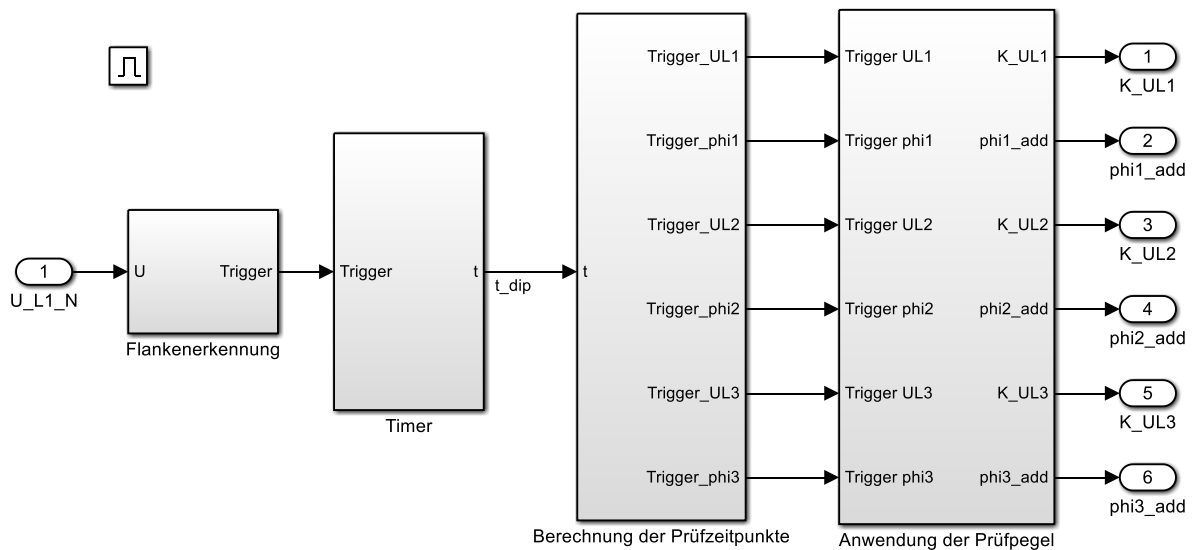 1
U_L1_N
U
Trigger
Flankenerkennung
Trigger
t
Timer
t_dip
t
Trigger_UL1
Trigger_phi1
Trigger_UL2
Trigger_phi2
Trigger_UL3
Trigger_phi3
Berechnung der Prüfzeitpunkte
Trigger UL1
Trigger phi1
Trigger UL2
Trigger phi2
Trigger UL3
Trigger phi3
K_UL1
phi1_add
K_UL2
phi2_add
K_UL3
phi3_add
Anwendung der Prüfpegel
1
K_UL1
2
phi1_add
3
K_UL2
4
phi2_add
5
K_UL3
6
phi3_add